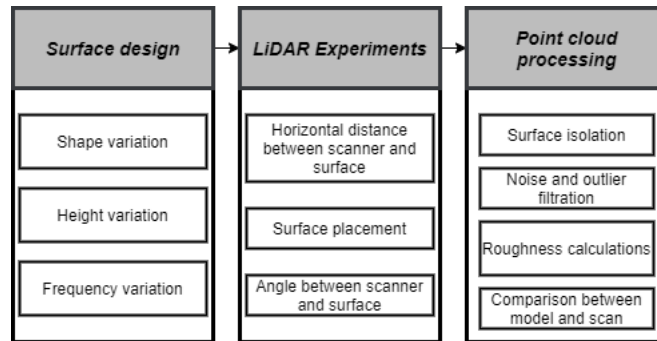 Surface design
Shape variation
Height variation
Frequency variation
LiDAR Experiments
Horizontal distance
between scanner and
surface
Surface placement
Angle between scanner
and surface
Point cloud
processing
Surface isolation
Noise and outlier
filtration
Roughness calculations
Comparison between
model and scan